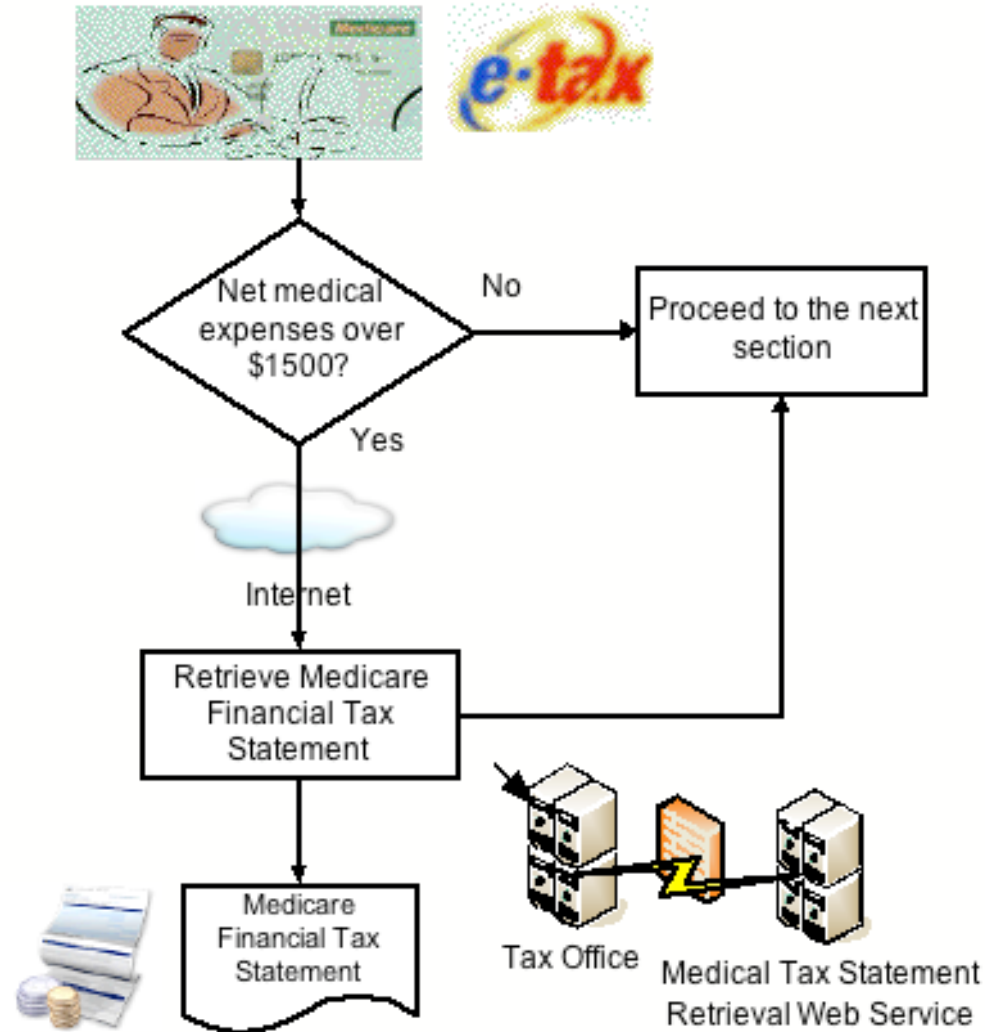 Medicare
e-tax
Net medical
expenses over
$1500?
No
Proceed to the next
section
Yes
Internet
Retrieve Medicare
Financial Tax
Statement
Medicare
Financial Tax
Statement
Tax Office
Medical Tax Statement
Retrieval Web Service